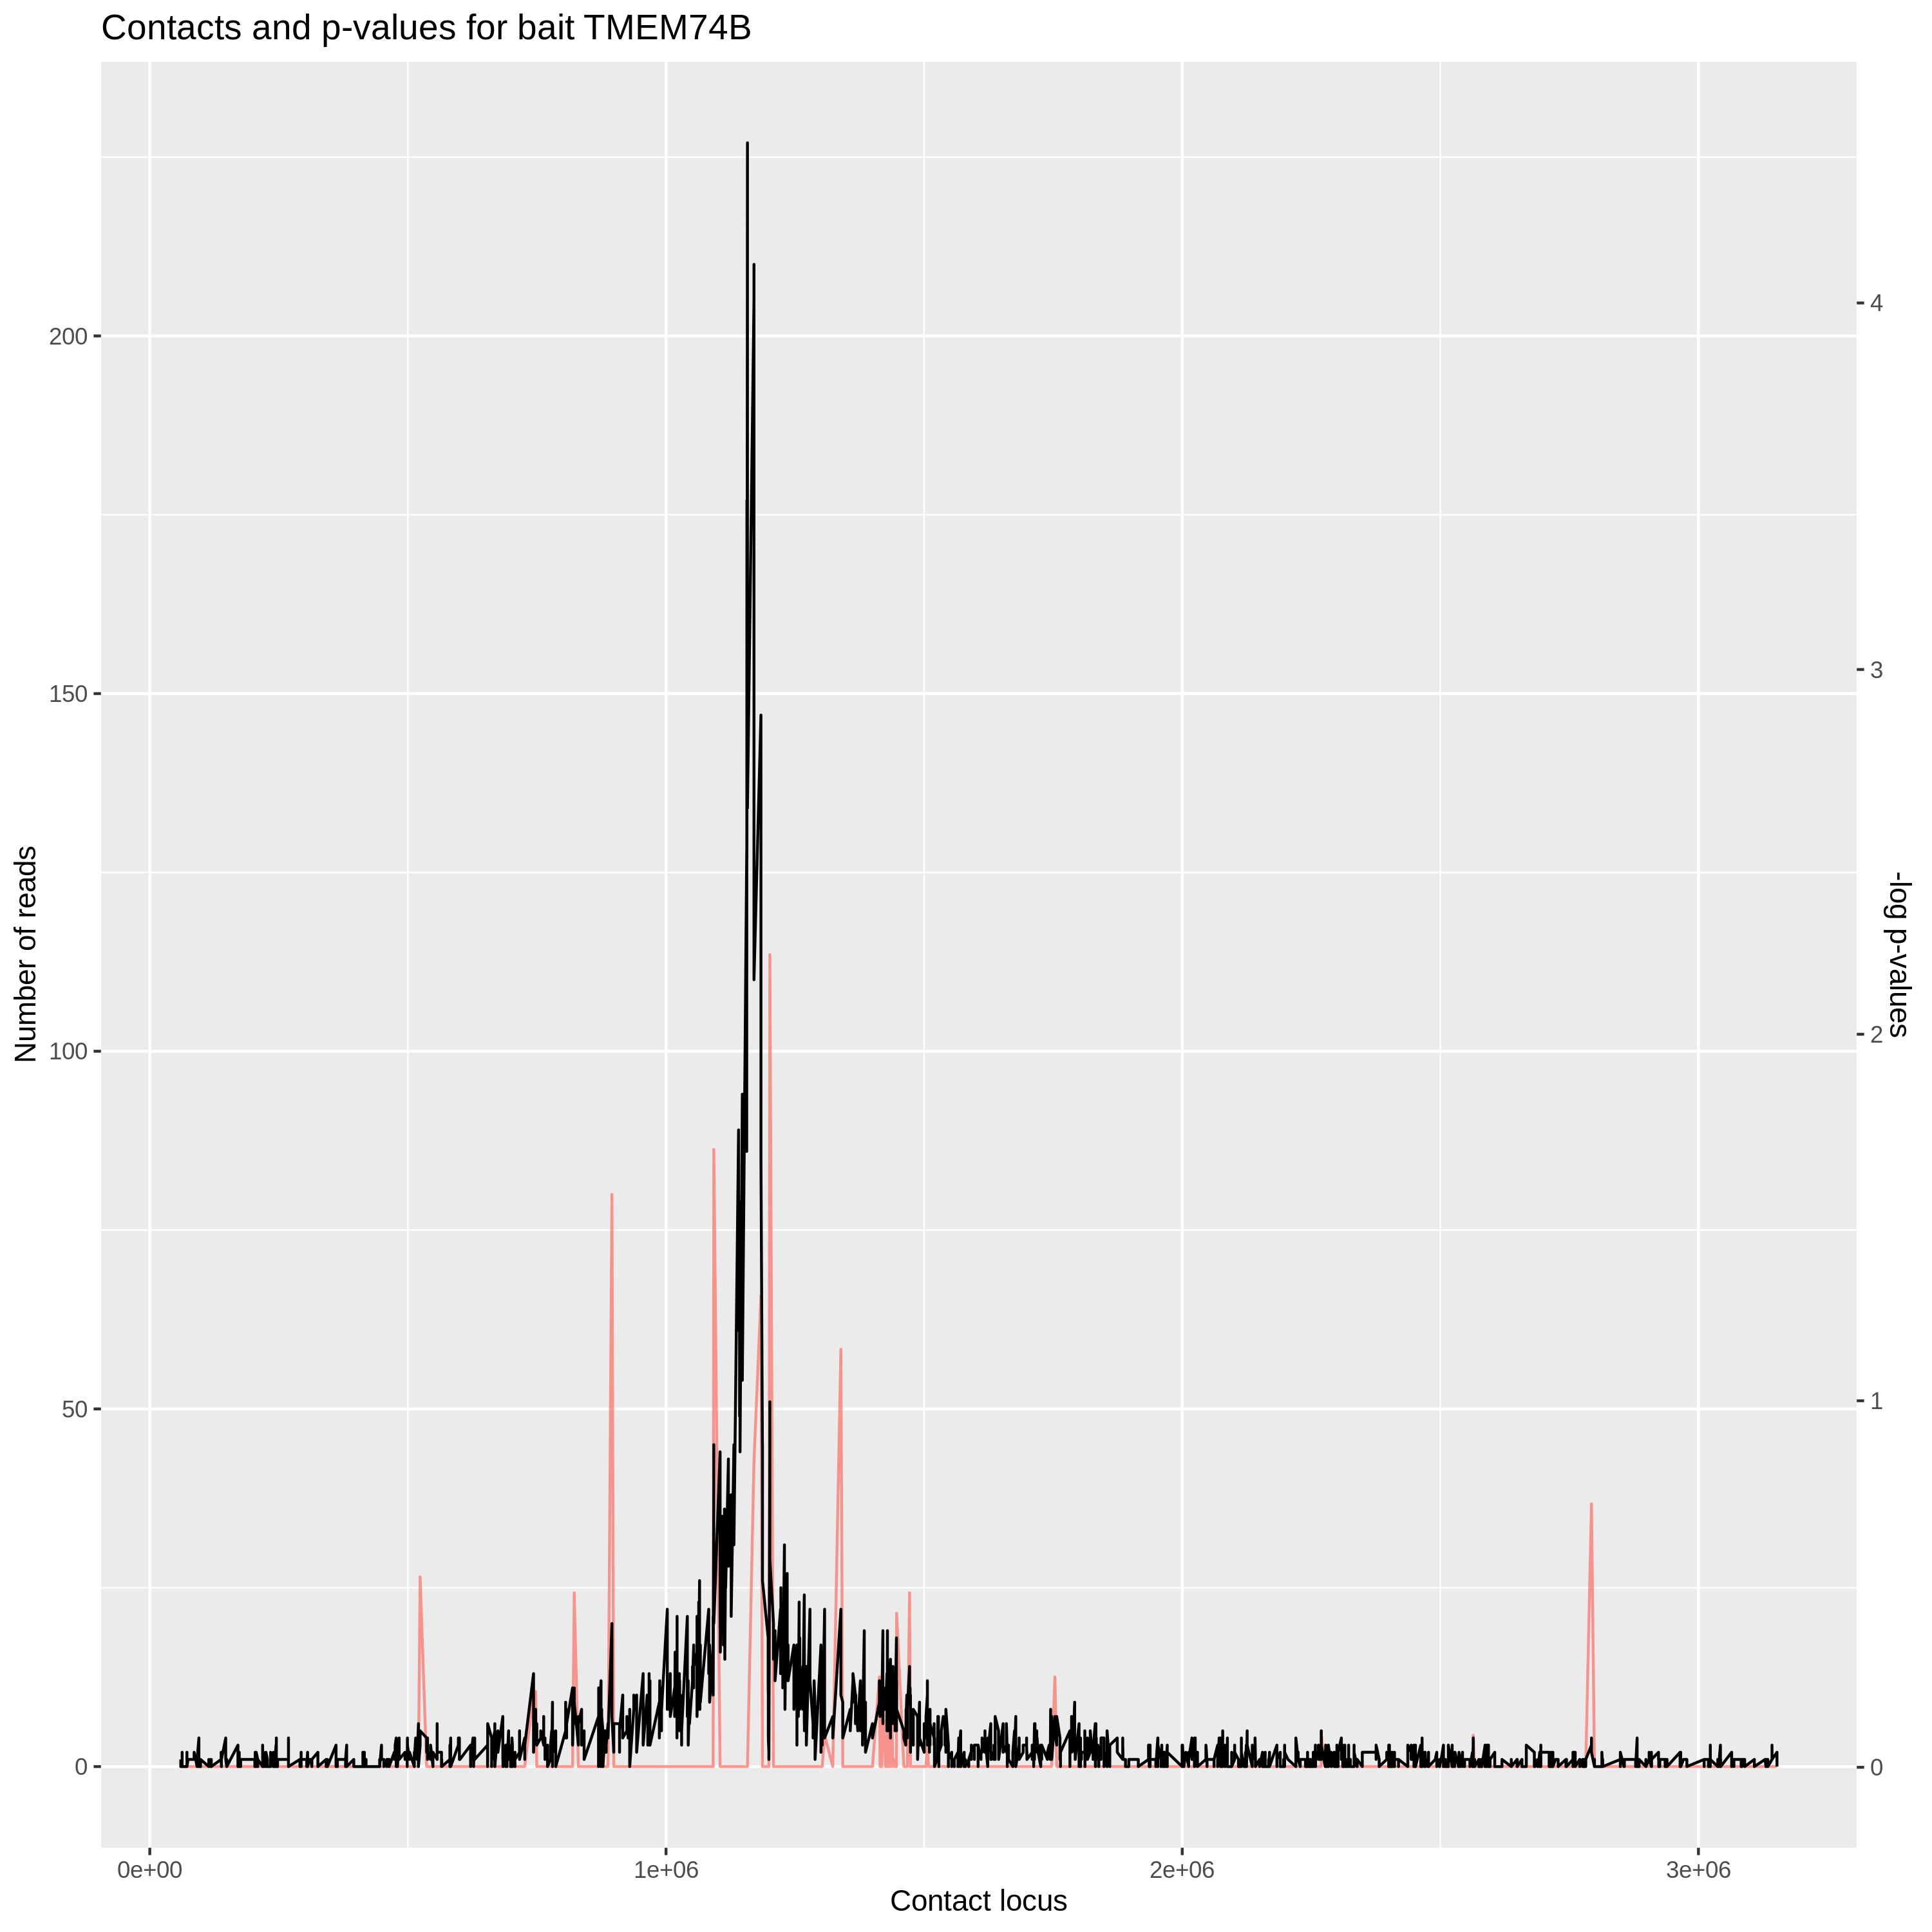 Contacts and p-values for bait TMEM74B
200
150
100
50
0
4
3
2
1
0
Number of reads
-log p-values
0e+00
1e+06
2e+06
3e+06
Contact locus